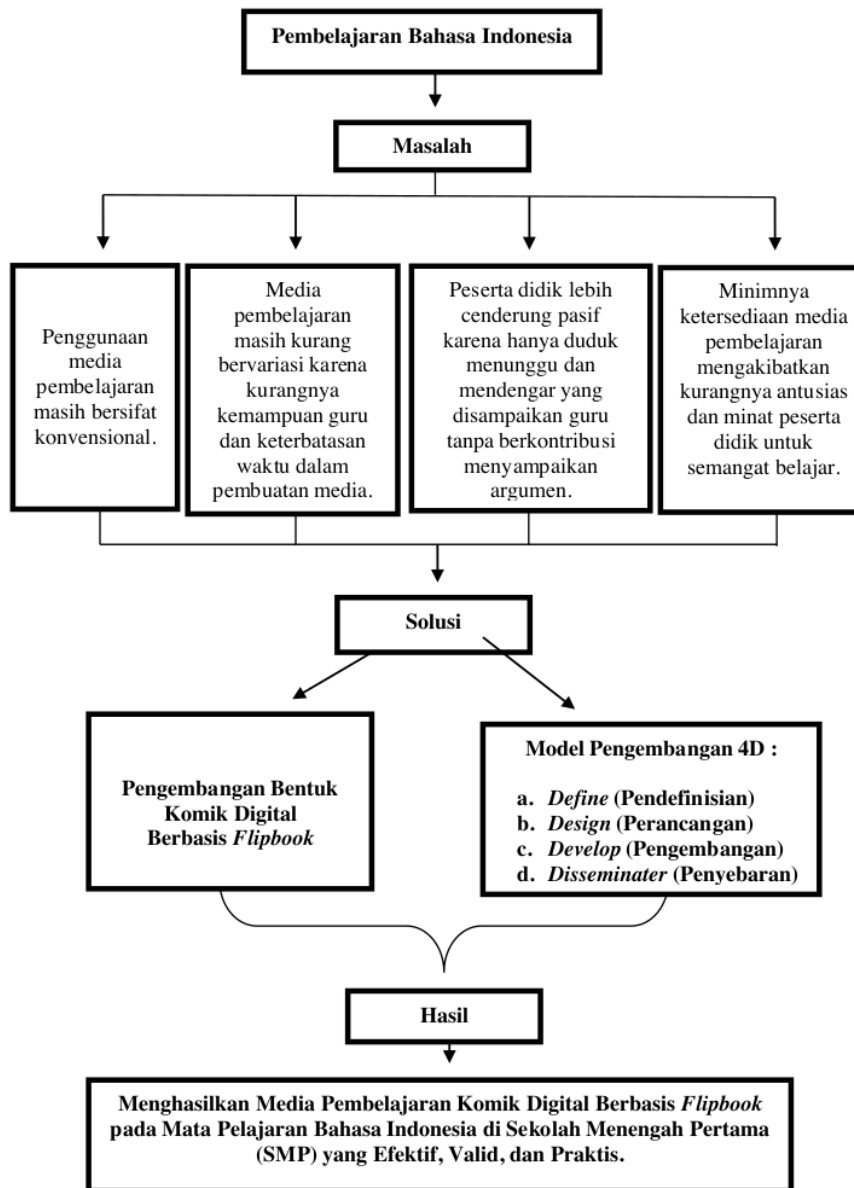 Pembelajaran Bahasa Indonesia
Masalah
Penggunaan
media
pembelajaran
masih bersifat
konvensional.
Media
pembelajaran
masih kurang
bervariasi karena
kurangnya
kemampuan guru
dan keterbatasan
waktu dalam
pembuatan media.
Peserta didik lebih
cenderung pasif
karena hanya duduk
menunggu dan
mendengar yang
disampaikan guru
tanpa berkontribusi
menyampaikan
argumen.
Minimnya
ketersediaan media
pembelajaran
mengakibatkan
kurangnya antusias
dan minat peserta
didik untuk
semangat belajar.
Solusi
Pengembangan Bentuk
Komik Digital
Berbasis Flipbook
Model Pengembangan 4D :
a. Define (Pendefinisian)
b. Design (Perancangan)
c. Develop (Pengembangan)
d. Disseminater (Penyebaran)
Hasil
Menghasilkan Media Pembelajaran Komik Digital Berbasis Flipbook
pada Mata Pelajaran Bahasa Indonesia di Sekolah Menengah Pertama
(SMP) yang Efektif, Valid, dan Praktis.